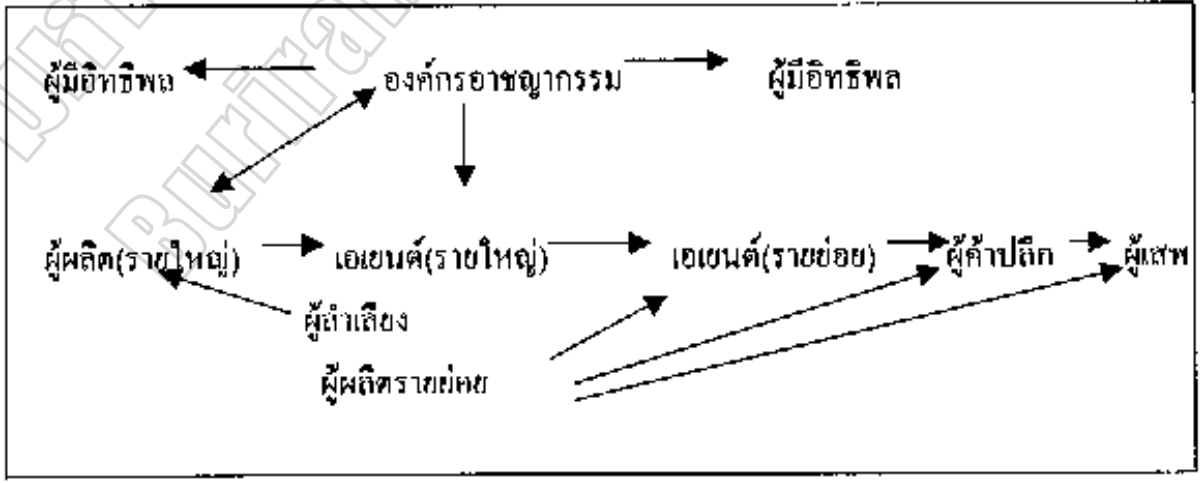 ผู้มีอิทธิพล องค์กรอาชญากรรม ผู้มีอิทธิพล
ผู้ผลิต(รายใหญ่) เอเยนต์(รายใหญ่) เอเยนต์(รายย่อย) ผู้ค้าปลีก ผู้เสพ
ผู้ลำเลียง
ผู้ผลิตรายย่อย